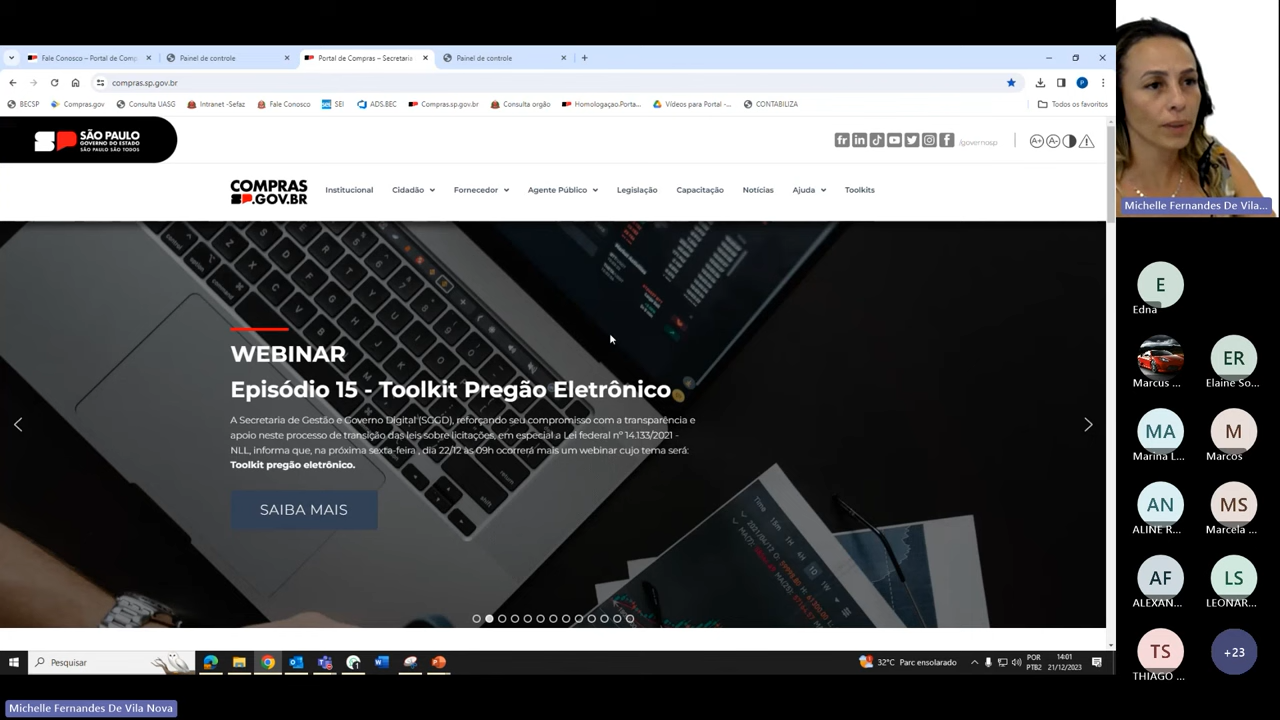 Fale Conosco – Portal de Comp
Painel de controle
Portal de Compras – Secretaria
Painel de controle
compras.sp.gov.br
BECSP
Compras.gov
Consulta UASG
Intranet -Sefaz
Fale Conosco
SEI
ADS.BEC
Compras.sp.gov.br
Consulta orgão
Homologaçao.Porta...
Vídeos para Portal -...
CONTABILIZA
Todos os favoritos
SÃO PAULO
GOVERNO DO ESTADO
SÃO PAULO SÃO TODOS
/governosp
A+
A-
COMPRAS
.GOV.BR
Institucional
Cidadão
Fornecedor
Agente Público
Legislação
Capacitação
Notícias
Ajuda
Toolkits
WEBINAR
Episódio 15 - Toolkit Pregão Eletrônico
A Secretaria de Gestão e Governo Digital (SGGD), reforçando seu compromisso com a transparência e
apoio neste processo de transição das leis sobre licitações, em especial a Lei federal nº 14.133/2021 -
NLL, informa que, na próxima sexta-feira , dia 22/12 às 09h ocorrerá mais um webinar cujo tema será:
Toolkit pregão eletrônico.
SAIBA MAIS
Pesquisar
32°C Parc ensolarado
POR
PTB2
14:01
21/12/2023
Michelle Fernandes De Vila Nova
Michelle Fernandes De Vila...
E
Edna
Marcus ...
ER
Elaine So...
MA
Marina L...
M
Marcos
AN
ALINE R...
MS
Marcela ...
AF
ALEXAN...
LS
LEONAR...
TS
THIAGO ...
+23